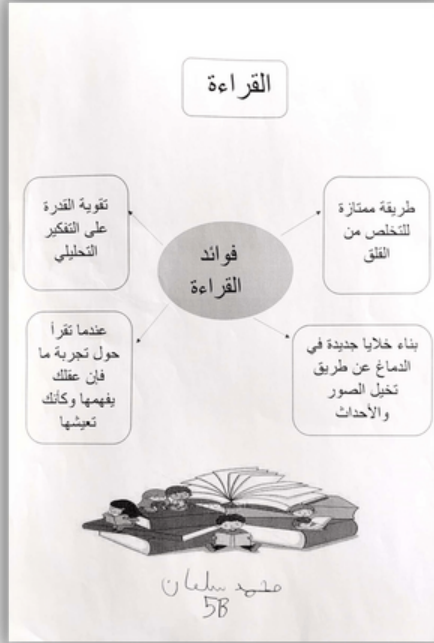 القراءة
طريقة ممتازة
للتخلص من
القلق
تقوية القدرة
على التفكير
التحليلي
فوائد
القراءة
بناء خلايا جديدة في
الدماغ عن طريق
تخيل الصور
والأحداث
عندما تقرأ
حول تجربة ما
فإن عقلك
يفهمها وكأنك
تعيشها
محمد سلمان
5B